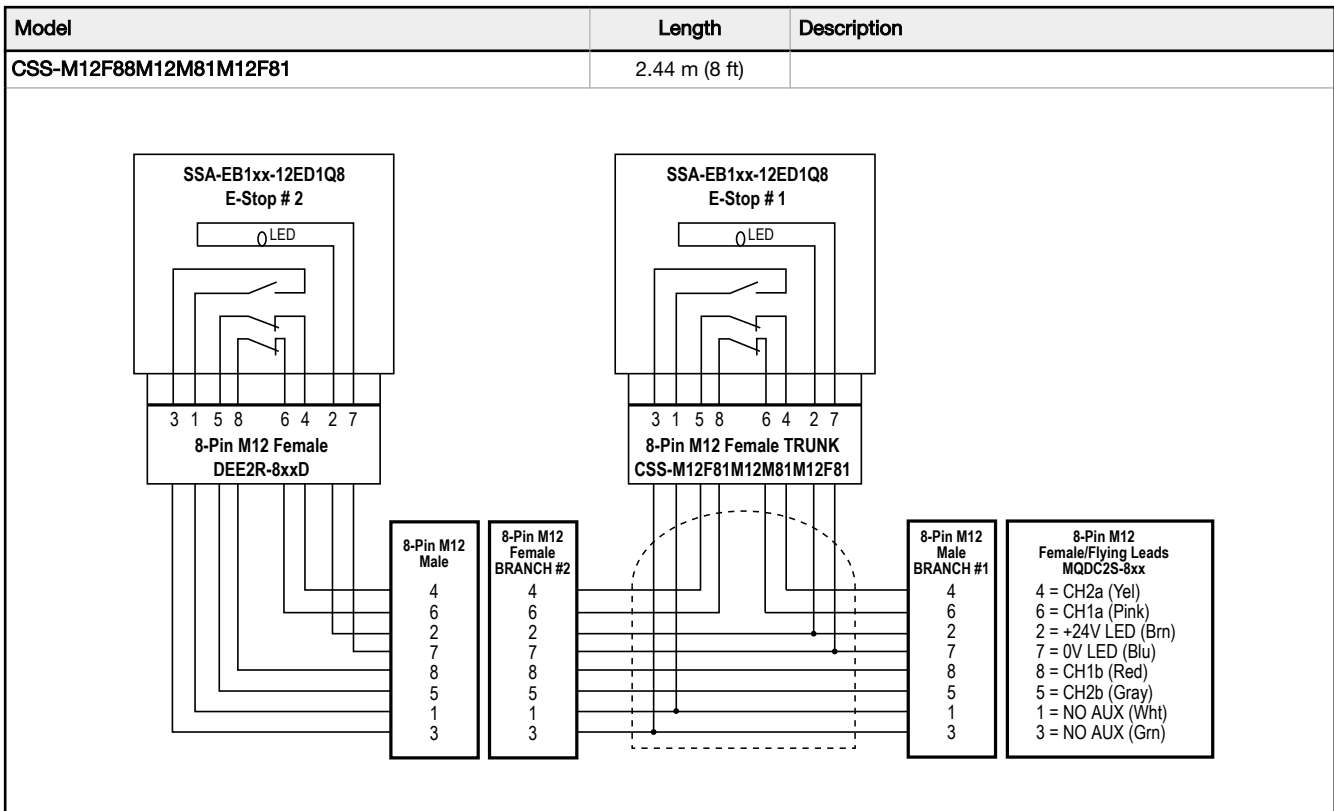 Model Length Description
CSS-M12F88M12M81M12F81 2.44 m (8 ft)
SSA-EB1xx-12ED1Q8
E-Stop # 2
LED
3 1 5 8 6 4 2 7
8-Pin M12 Female
DEE2R-8xxD
SSA-EB1xx-12ED1Q8
E-Stop # 1
LED
3 1 5 8 6 4 2 7
8-Pin M12 Female TRUNK
CSS-M12F81M12M81M12F81
8-Pin M12
Male
4
6
2
7
8
5
1
3
8-Pin M12
Female
BRANCH #2
4
6
2
7
8
5
1
3
8-Pin M12
Male
BRANCH #1
4
6
2
7
8
5
1
3
8-Pin M12
Female/Flying Leads
MQDC2S-8xx
4 = CH2a (Yel)
6 = CH1a (Pink)
2 = +24V LED (Brn)
7 = 0V LED (Blu)
8 = CH1b (Red)
5 = CH2b (Gray)
1 = NO AUX (Wht)
3 = NO AUX (Grn)